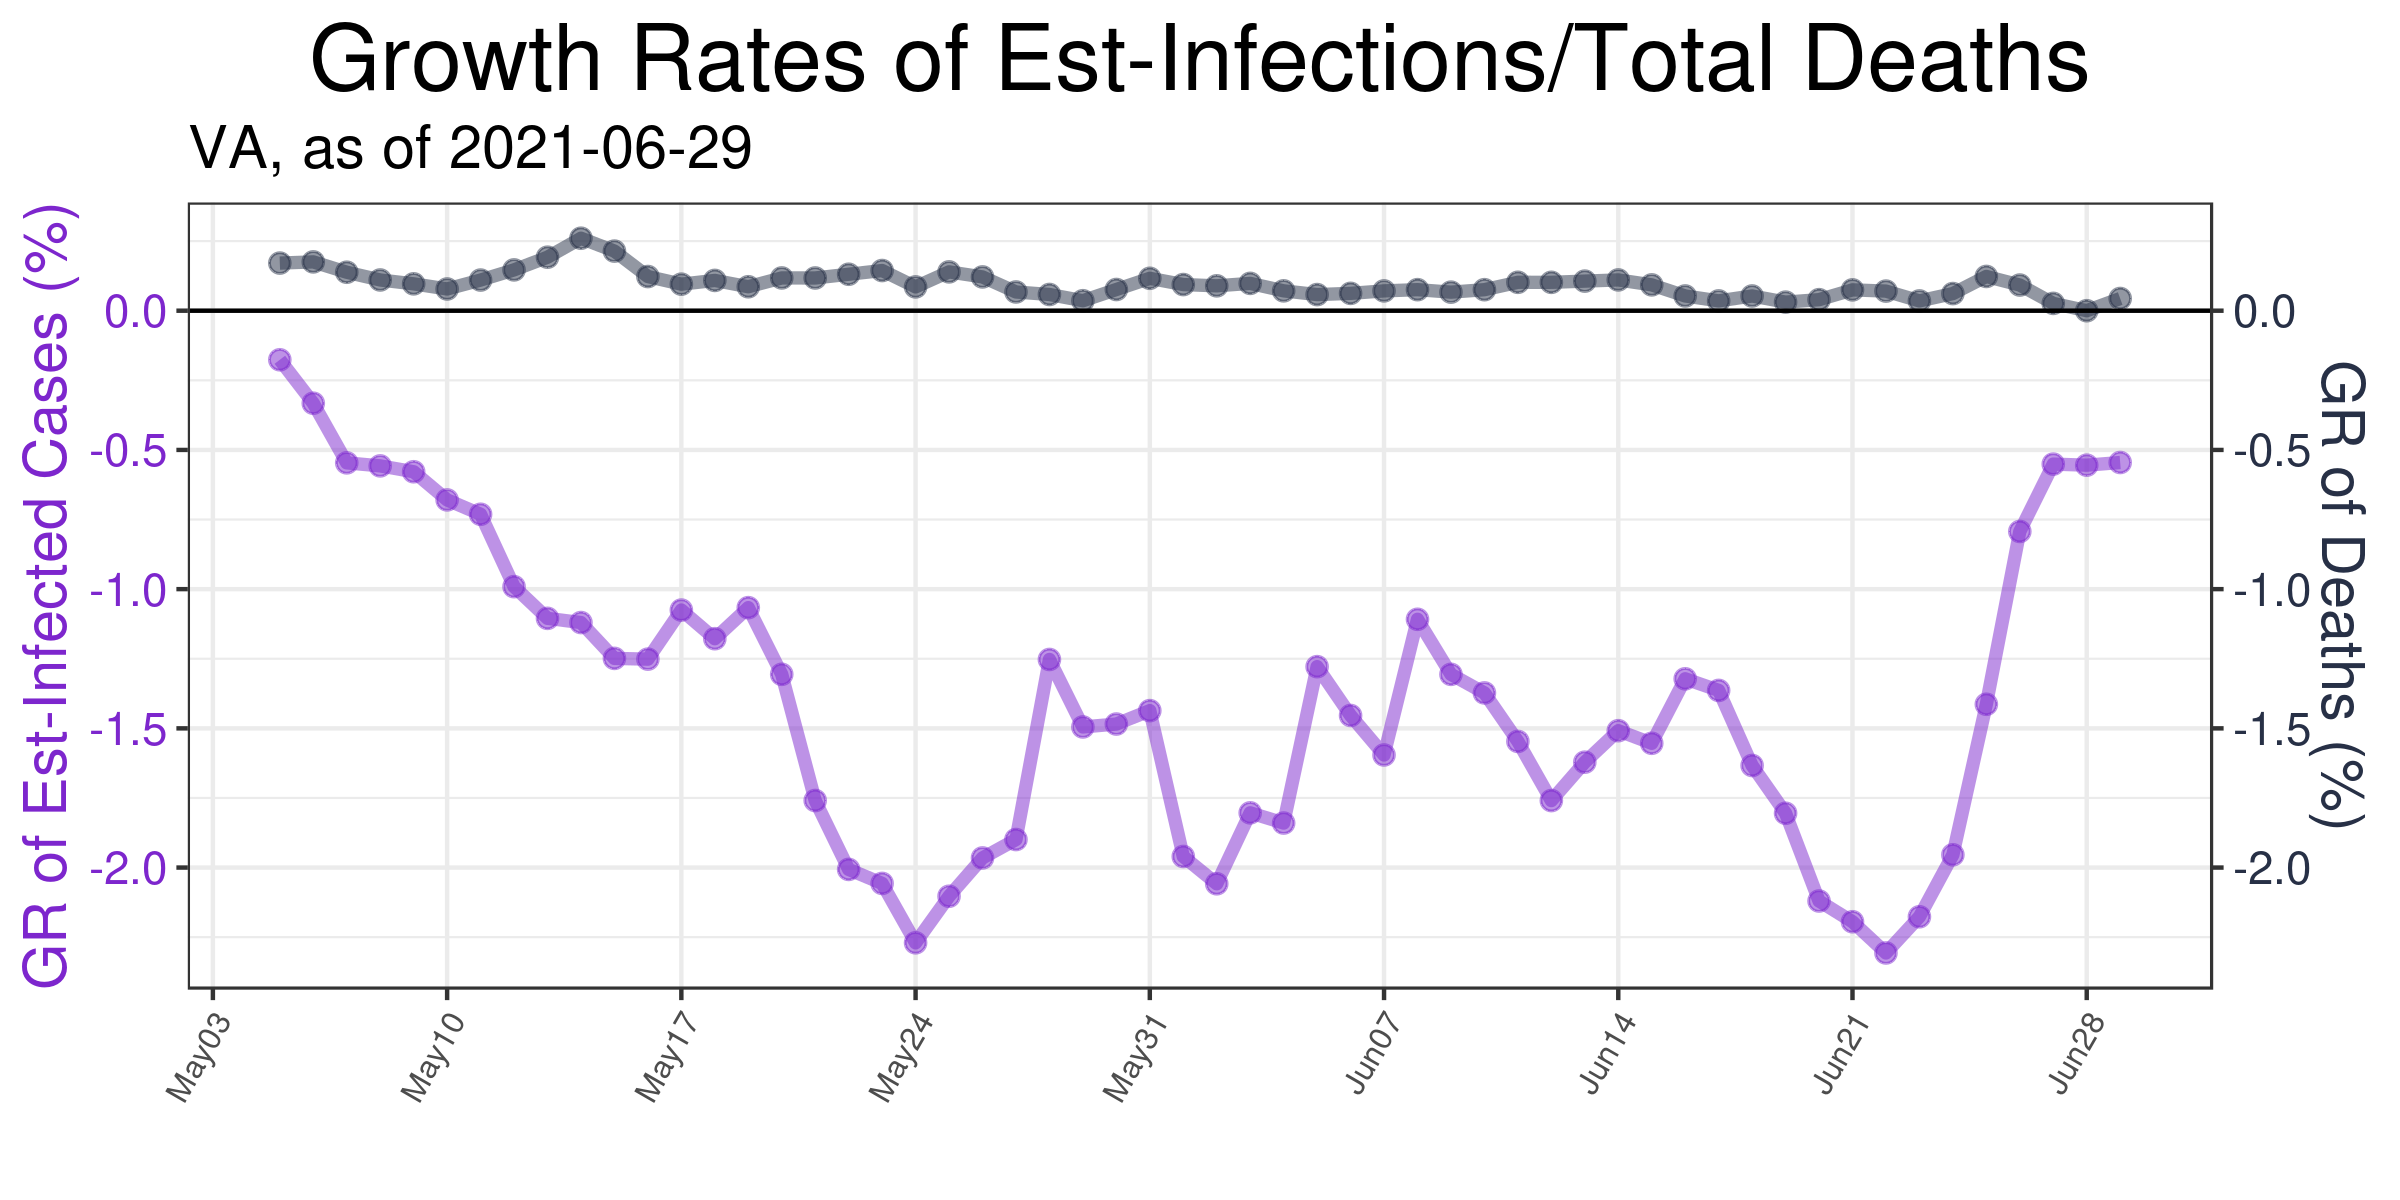 Growth Rates of Est-Infections/Total Deaths
VA, as of 2021-06-29
GR of Est-Infected Cases (%)
0.0
-0.5
-1.0
-1.5
-2.0
0.0
-0.5
-1.0
-1.5
-2.0
GR of Deaths (%)
May03
May10
May17
May24
May31
Jun07
Jun14
Jun21
Jun28